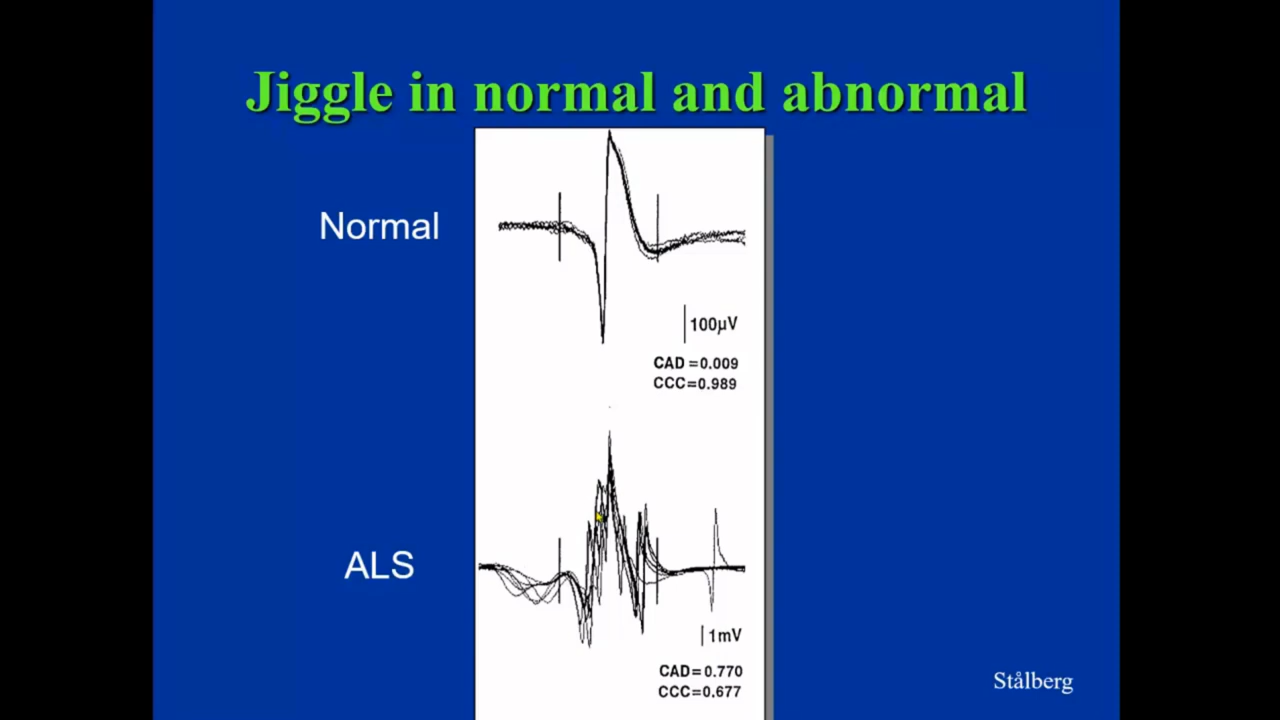 Jiggle in normal and abnormal
Normal
100µV
CAD =0.009
CCC=0.989
ALS
1mV
CAD=0.770
CCC=0.677
Stålberg